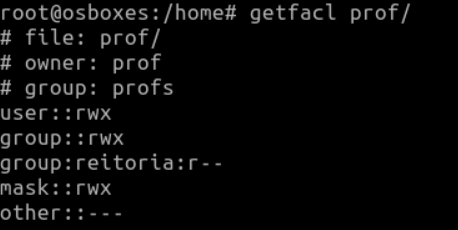 root@osboxes:/home# getfacl prof/
# file: prof/
# owner: prof
# group: profs
user::rwx
group::rwx
group:reitoria:r--
mask::rwx
other::---